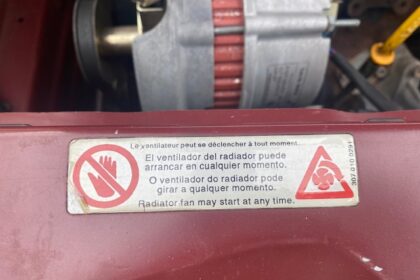 Le ventilateur peut se déclencher à tout moment.
El ventilador del radiador puede
arrancar en cualquier momento.
O ventilador do radiador pode
girar a qualquer momento.
Radiator fan may start at any time.